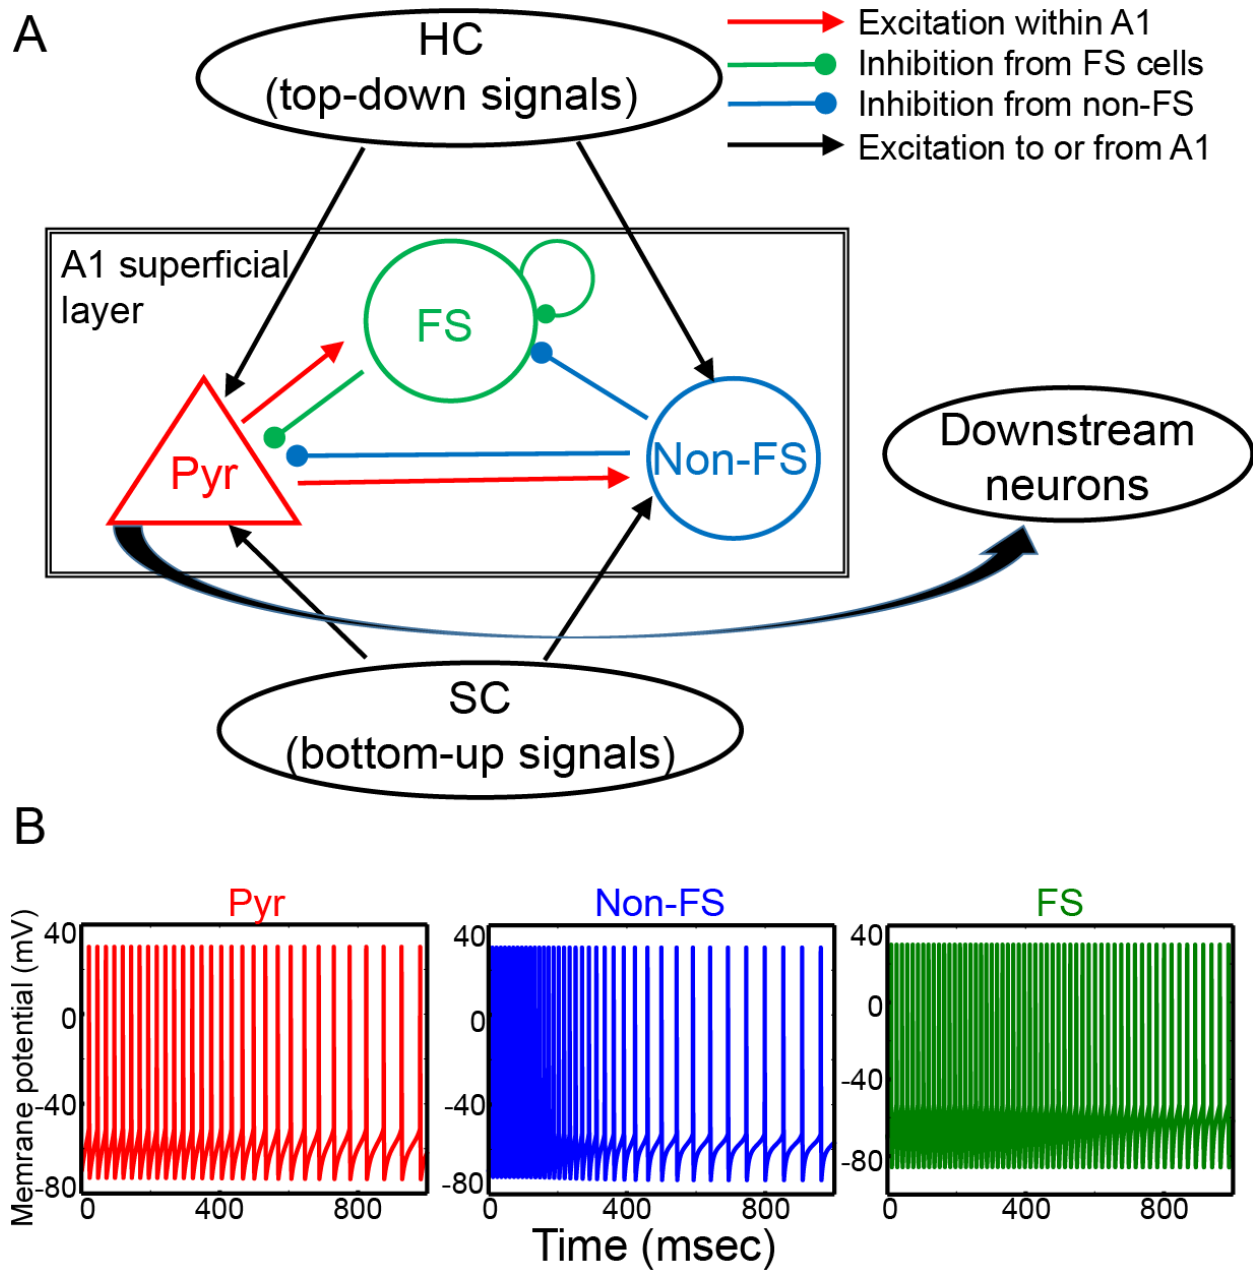 A
HC
(top-down signals)
Excitation within A1
Inhibition from FS cells
Inhibition from non-FS
Excitation to or from A1
A1 superficial
layer
FS
Pyr
Non-FS
Downstream
neurons
SC
(bottom-up signals)
B
Pyr
Non-FS
FS
Memrane potential (mV)
40
0
-40
-80
0
400
800
40
0
-40
-80
0
400
800
40
0
-40
-80
0
400
800
Time (msec)